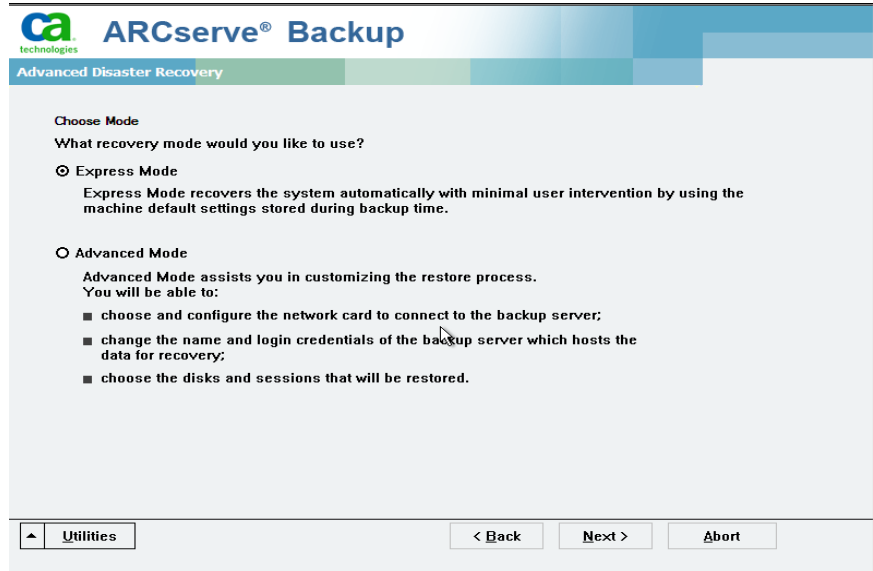 ca
technologies
ARCserve® Backup
Advanced Disaster Recovery
Choose Mode
What recovery mode would you like to use?
Express Mode
Express Mode recovers the system automatically with minimal user intervention by using the
machine default settings stored during backup time.
Advanced Mode
Advanced Mode assists you in customizing the restore process.
You will be able to:
choose and configure the network card to connect to the backup server;
change the name and login credentials of the backup server which hosts the
data for recovery;
choose the disks and sessions that will be restored.
Utilities
< Back
Next >
Abort